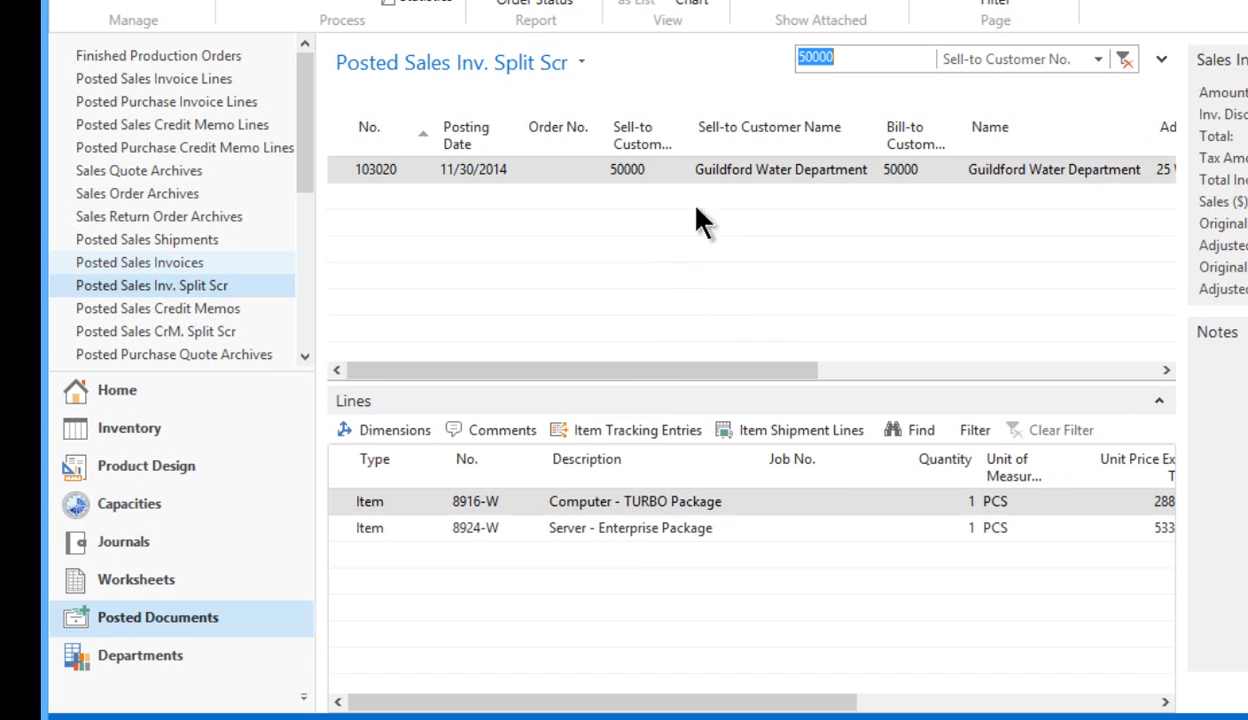 Statistics
Order Status
as List
Chart
Filter
Manage
Process
Report
View
Show Attached
Page
Finished Production Orders
Posted Sales Invoice Lines
Posted Purchase Invoice Lines
Posted Sales Credit Memo Lines
Posted Purchase Credit Memo Lines
Sales Quote Archives
Sales Order Archives
Sales Return Order Archives
Posted Sales Shipments
Posted Sales Invoices
Posted Sales Inv. Split Scr
Posted Sales Credit Memos
Posted Sales CrM. Split Scr
Posted Purchase Quote Archives
Home
Inventory
Product Design
Capacities
Journals
Worksheets
Posted Documents
Departments
Posted Sales Inv. Split Scr
50000
Sell-to Customer No.
No.
Posting
Date
Order No.
Sell-to
Custom...
Sell-to Customer Name
Bill-to
Custom...
Name
Ad
103020 11/30/2014 50000 Guildford Water Department 50000 Guildford Water Department 25
Lines
Dimensions Comments Item Tracking Entries Item Shipment Lines Find Filter Clear Filter
Type
No.
Description
Job No.
Quantity
Unit of
Measur...
Unit Price Ex
T
Item 8916-W Computer - TURBO Package 1 PCS 288
Item 8924-W Server - Enterprise Package 1 PCS 533
Sales In
Amount
Inv. Disc
Total:
Tax Amo
Total Inc
Sales ($)
Original
Adjusted
Original
Adjusted
Notes